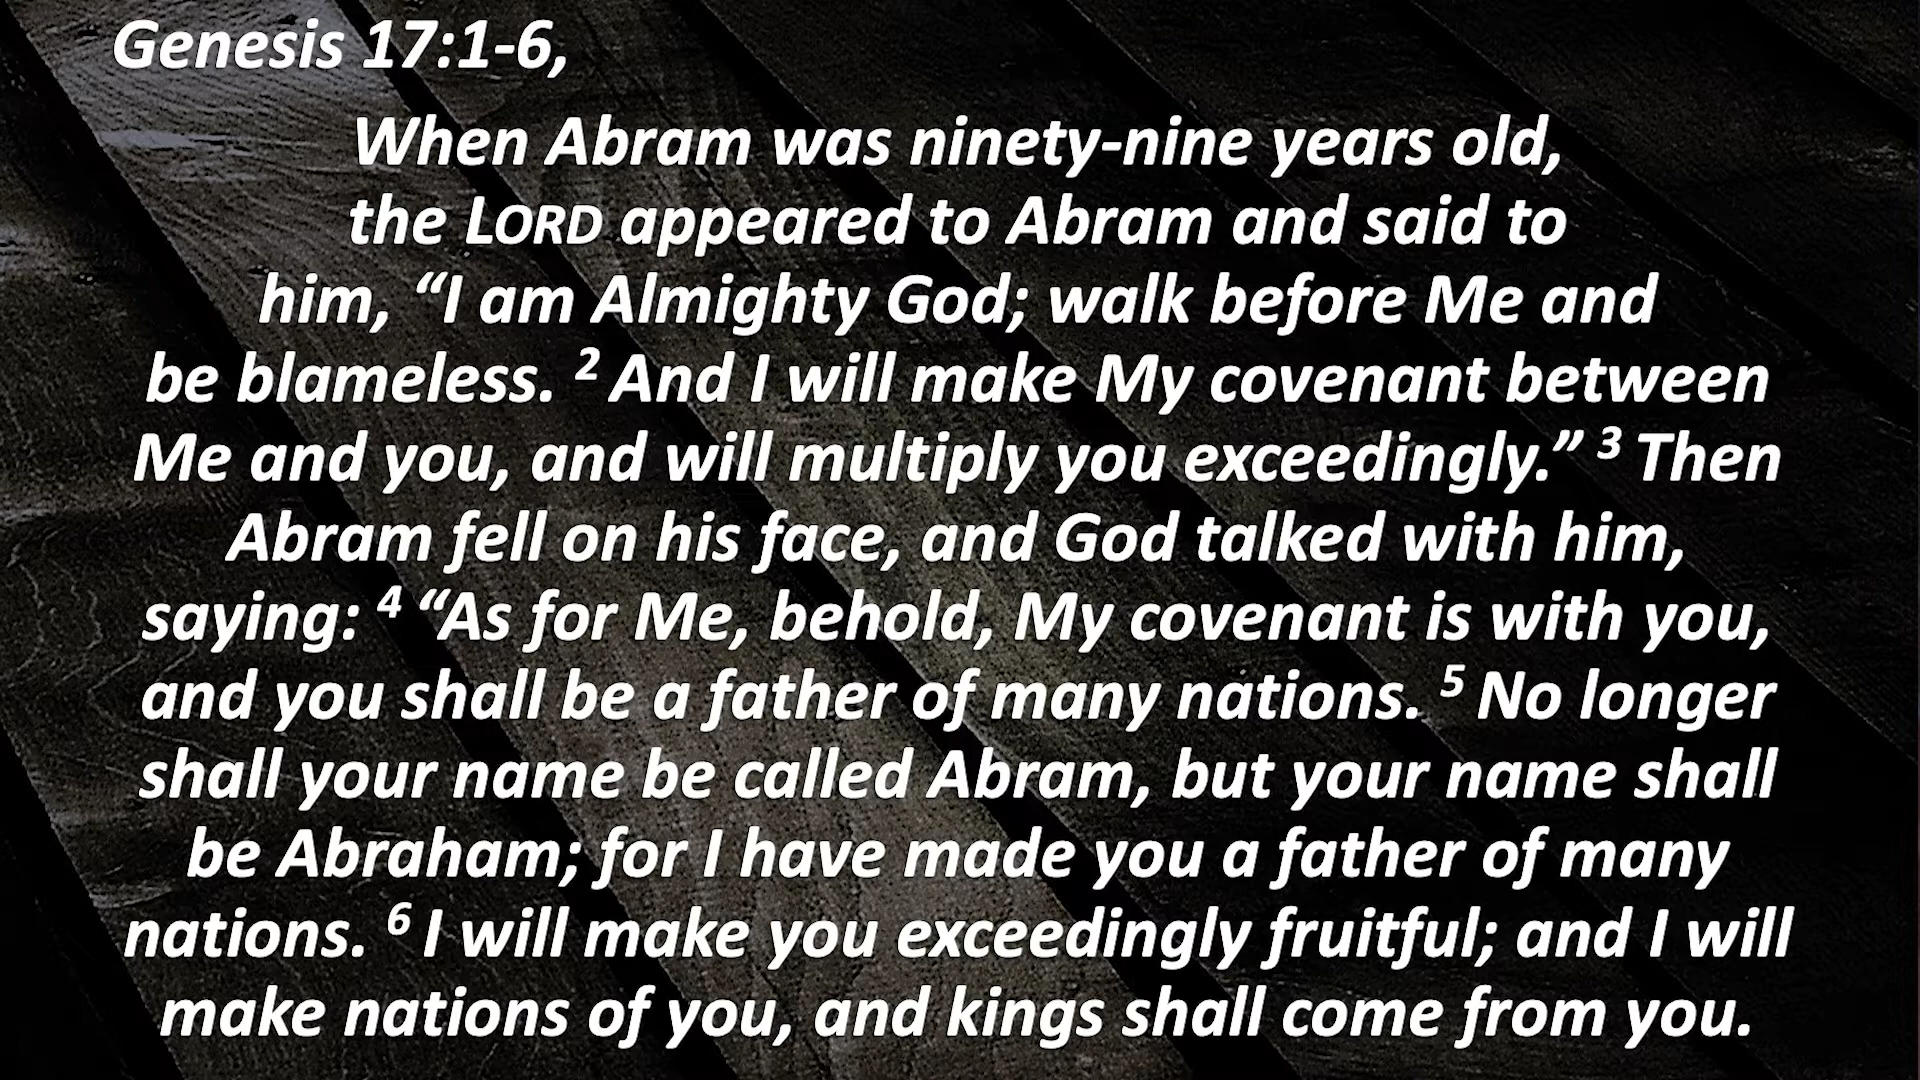 Genesis 17:1-6,
When Abram was ninety-nine years old,
the LORD appeared to Abram and said to
him, “I am Almighty God; walk before Me and
be blameless. ² And I will make My covenant between
Me and you, and will multiply you exceedingly.” ³ Then
Abram fell on his face, and God talked with him,
saying: ⁴ “As for Me, behold, My covenant is with you,
and you shall be a father of many nations. ⁵ No longer
shall your name be called Abram, but your name shall
be Abraham; for I have made you a father of many
nations. ⁶ I will make you exceedingly fruitful; and I will
make nations of you, and kings shall come from you.